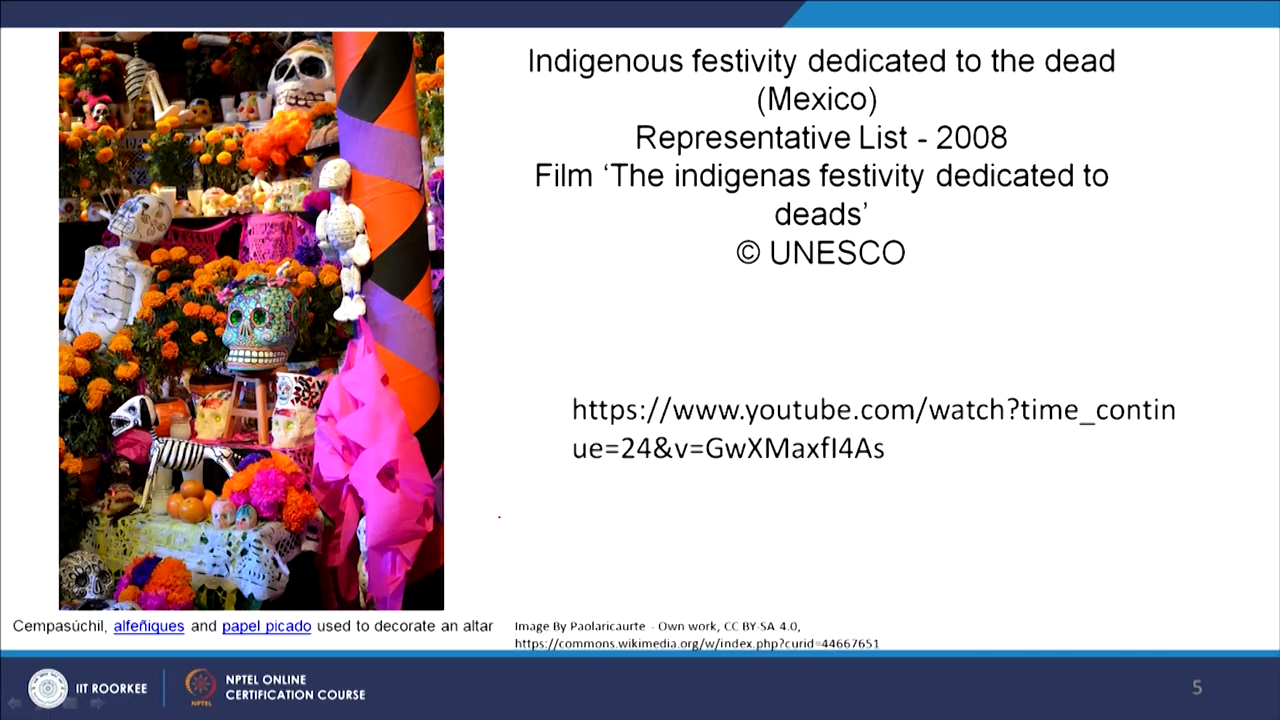 Indigenous festivity dedicated to the dead
(Mexico)
Representative List - 2008
Film ‘The indigenas festivity dedicated to
deads’
© UNESCO
https://www.youtube.com/watch?time_contin
ue=24&v=GwXMaxfI4As
Cempasúchil, alfeñiques and papel picado used to decorate an altar
Image By Paolaricaurte - Own work, CC BY-SA 4.0,
https://commons.wikimedia.org/w/index.php?curid=44667651
IIT ROORKEE
NPTEL
NPTEL ONLINE
CERTIFICATION COURSE
5